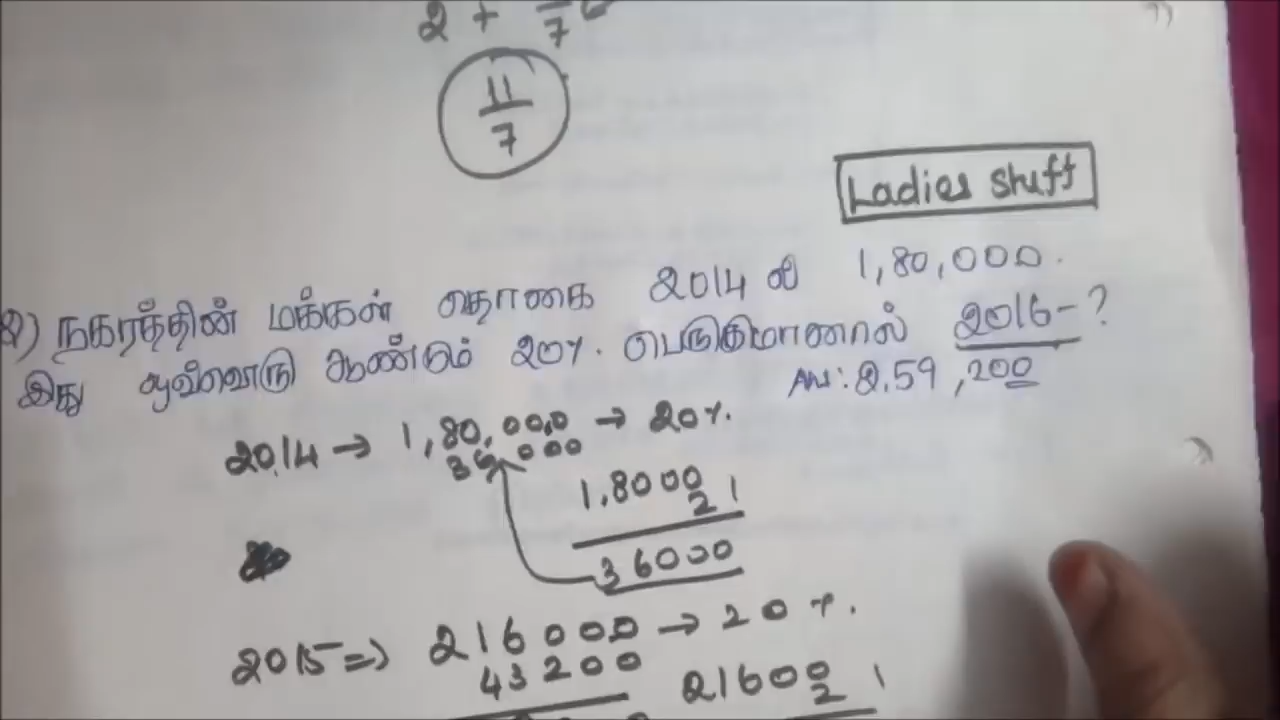 2 + 7
11
7
Ladies Stuff
2) நகரத்தின் மக்கள் தொகை 2014 ல் 1,80,000.
இது ஒவ்வொரு ஆண்டும் 20%. பெருகுமானால் 2016-?
Ans: 2,59,200
2014 → 1,80,000 → 20%.
36,000
1,8000
2
36000
2015 => 216000 → 20%.
43200
21600
2